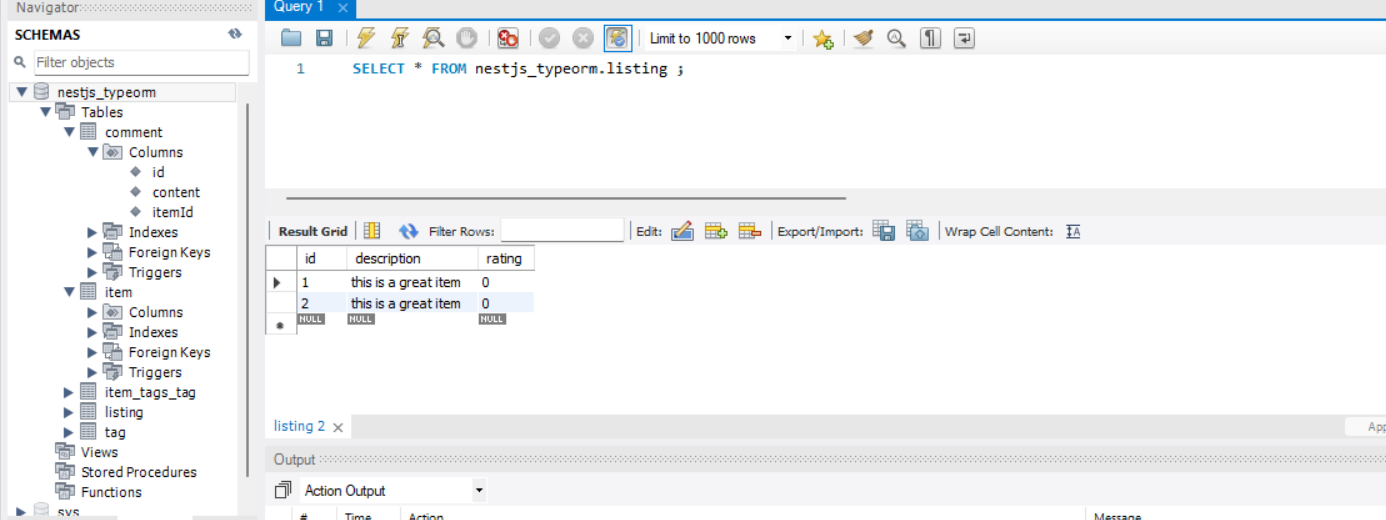 Navigator
SCHEMAS
Filter objects
nestjs_typeorm
Tables
comment
Columns
id
content
itemId
Indexes
Foreign Keys
Triggers
item
Columns
Indexes
Foreign Keys
Triggers
item_tags_tag
listing
tag
Views
Stored Procedures
Functions
sys
Query 1
Limit to 1000 rows
1 SELECT * FROM nestjs_typeorm.listing ;
Result Grid Filter Rows: Edit: Export/Import: Wrap Cell Content:
id description rating
1 this is a great item 0
2 this is a great item 0
NULL NULL NULL
listing 2
App
Output
Action Output
# Time Action Message